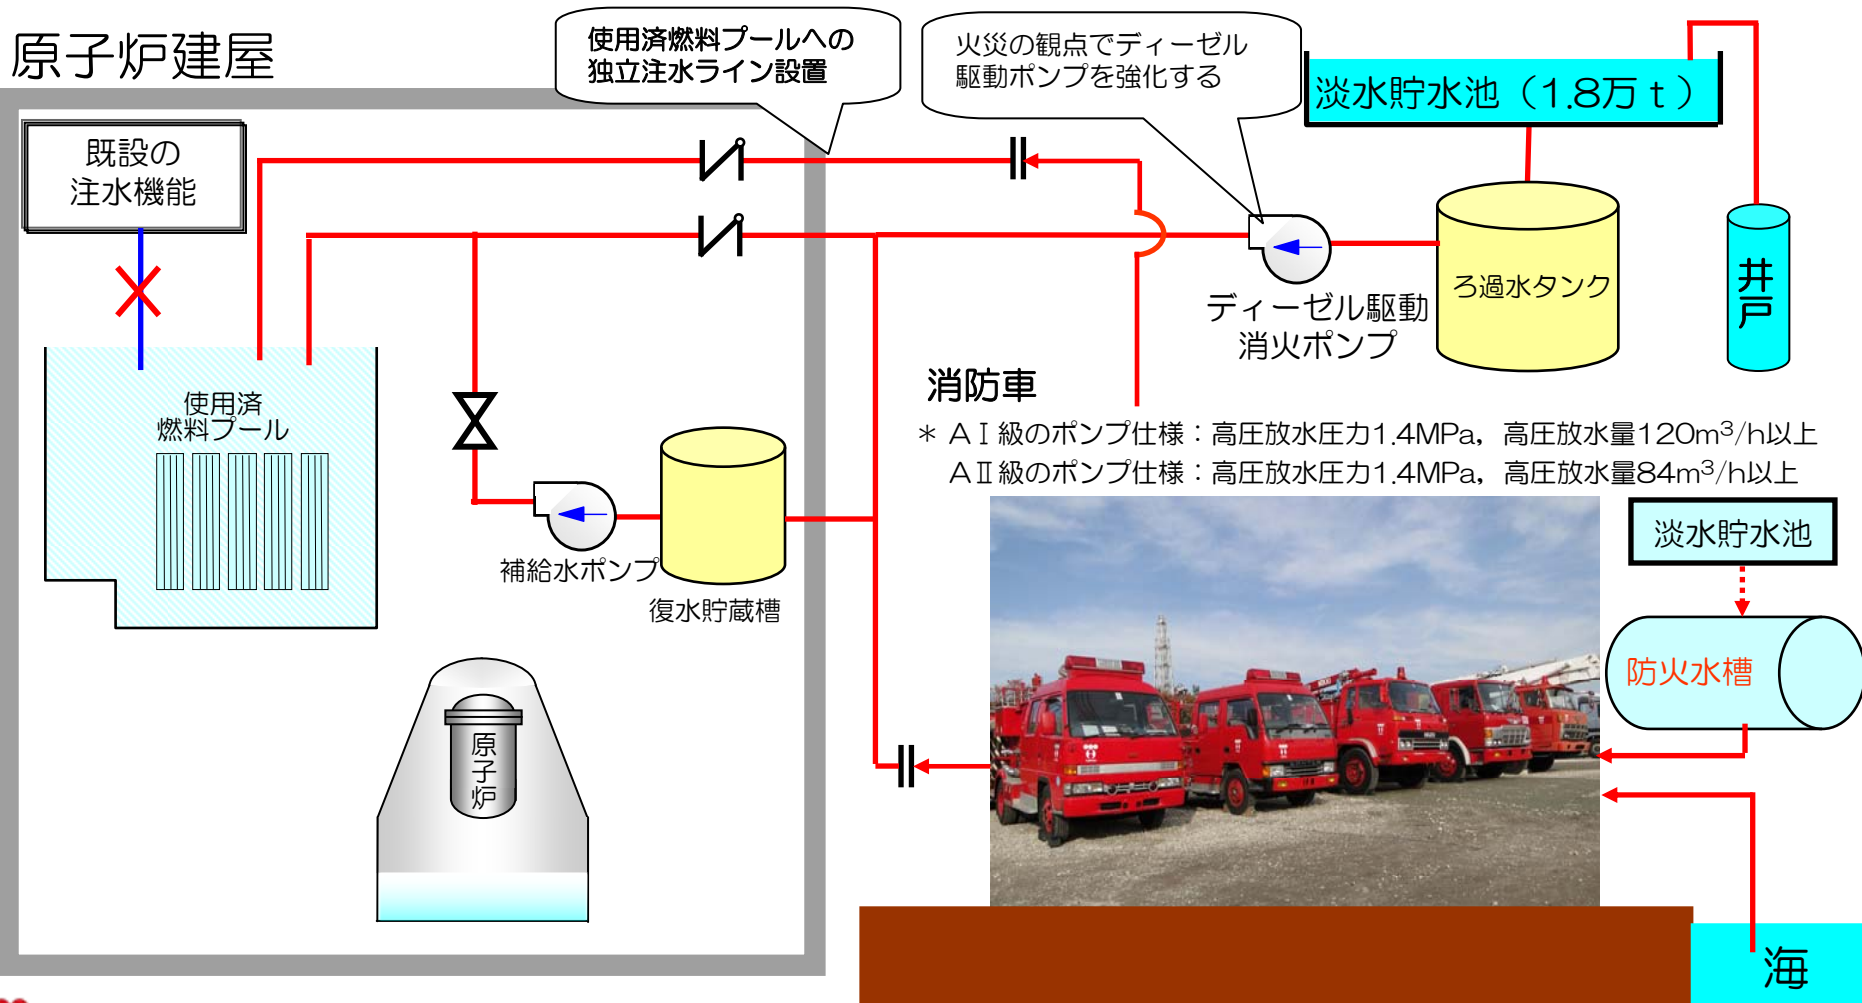 原子炉建屋
使用済燃料プールへの
独立注水ライン設置
火災の観点でディーゼル
駆動ポンプを強化する
淡水貯水池（1.8万ｔ）
既設の
注水機能
ろ過水タンク
井戸
ディーゼル駆動
消火ポンプ
消防車
＊ＡⅠ級のポンプ仕様：高圧放水圧力1.4MPa，高圧放水量120m³/h以上
ＡⅡ級のポンプ仕様：高圧放水圧力1.4MPa，高圧放水量84m³/h以上
使用済
燃料プール
補給水ポンプ
復水貯蔵槽
淡水貯水池
防火水槽
原子炉
海